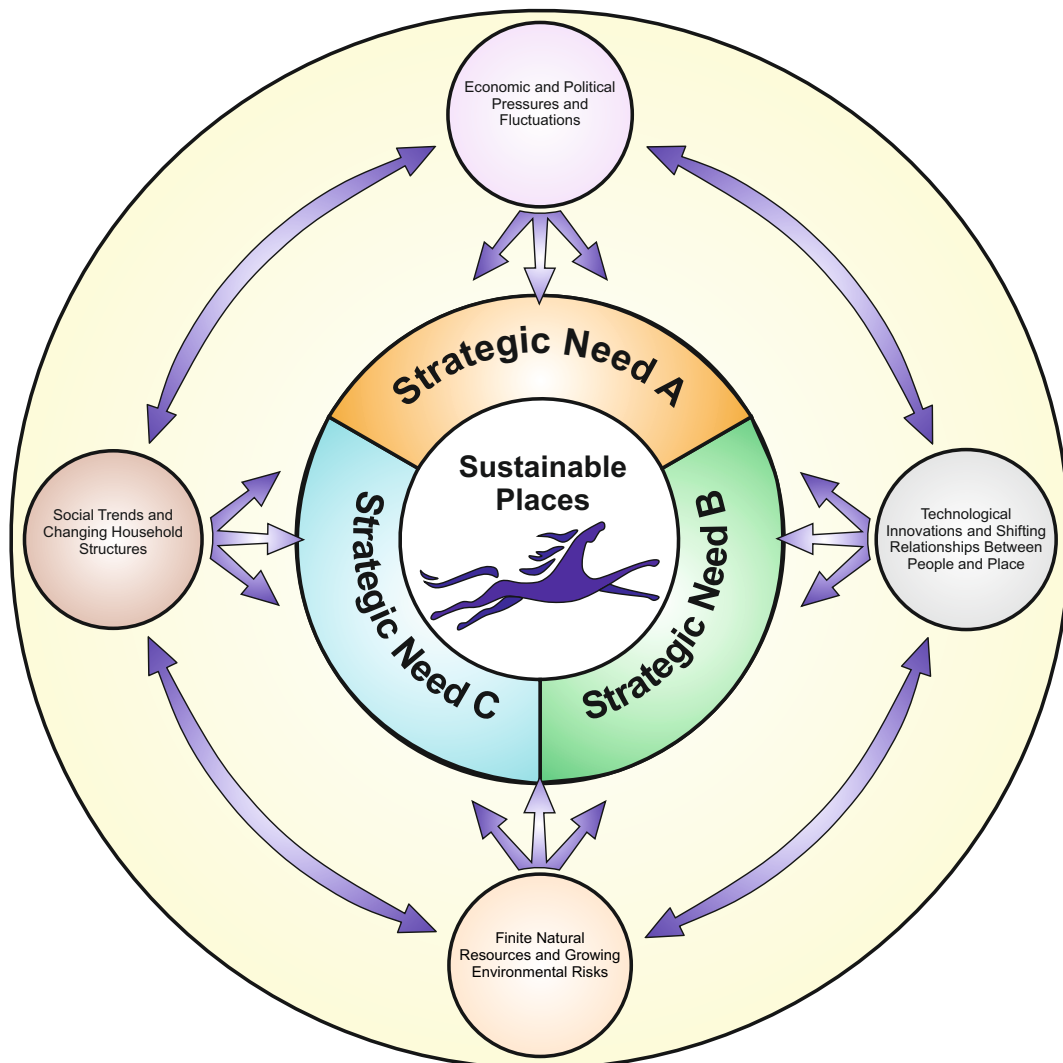 Economic and Political
Pressures and
Fluctuations
Strategic Need A
Sustainable
Places
Strategic Need B
Strategic Need C
Social Trends and
Changing Household
Structures
Technological
Innovations and Shifting
Relationships Between
People and Place
Finite Natural
Resources and Growing
Environmental Risks